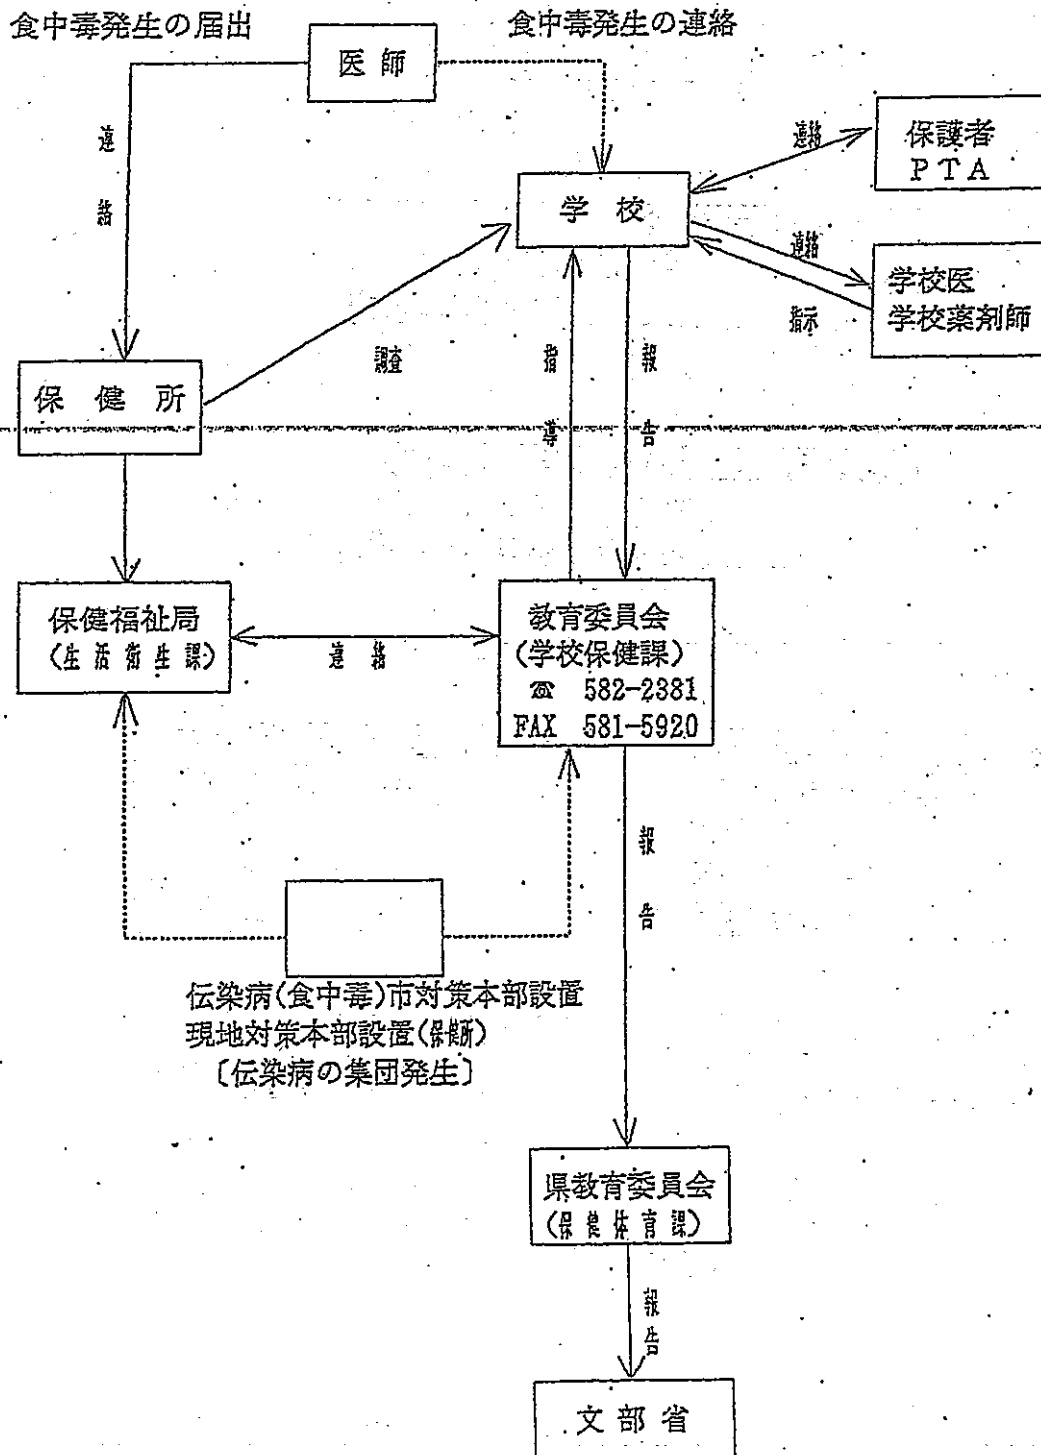 食中毒発生の届出
食中毒発生の連絡
医師
連絡
保護者
PTA
連絡
学校
連絡
学校医
学校薬剤師
指示
調査
指導
報告
保健所
保健福祉局
(生活衛生課)
連絡
教育委員会
(学校保健課)
☎ 582-2381
FAX 581-5920
報告
伝染病(食中毒)市対策本部設置
現地対策本部設置(保健所)
〔伝染病の集団発生〕
県教育委員会
(保健体育課)
報告
文部省